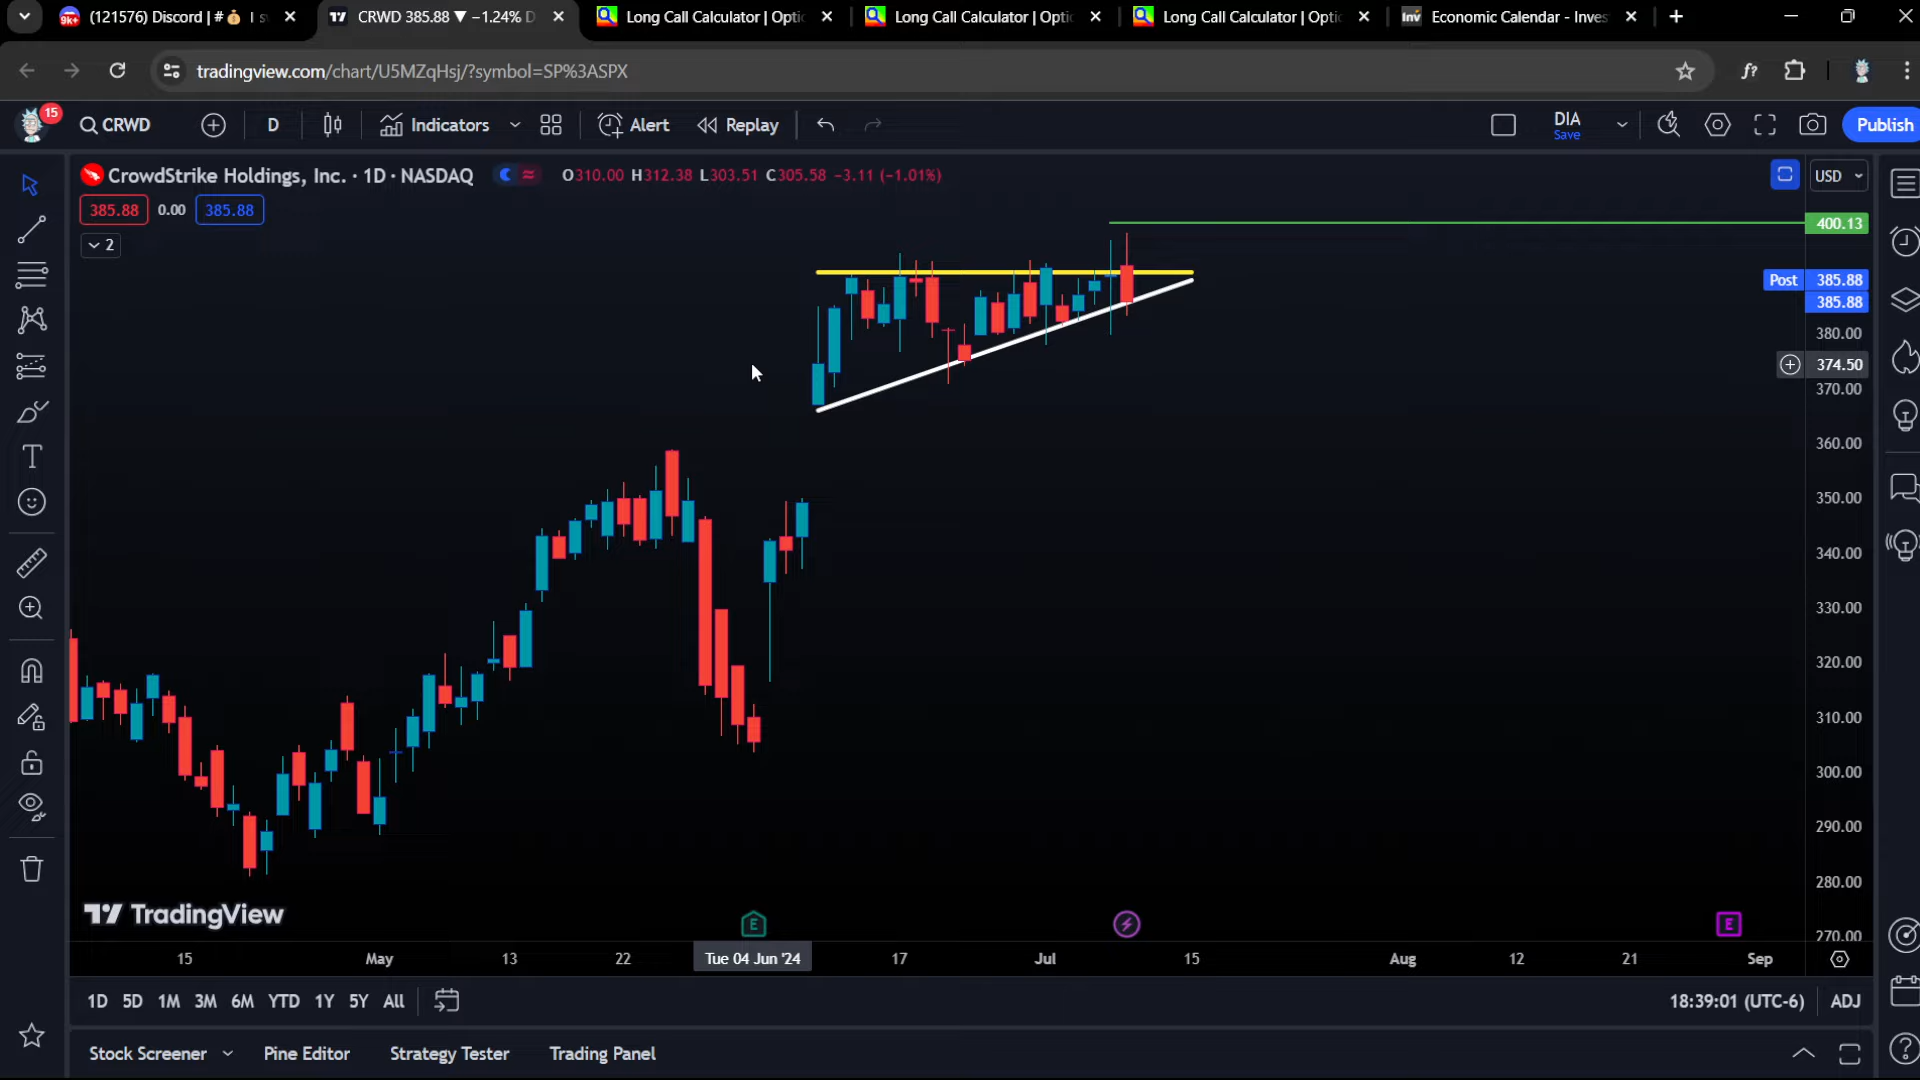 (121576) Discord | # 💰 | s
CRWD 385.88 ▼ −1.24% D
Long Call Calculator | Opti
Long Call Calculator | Opti
Long Call Calculator | Opti
Economic Calendar - Inves
9K+
Inv
tradingview.com/chart/U5MZqHsj/?symbol=SP%3ASPX
f?
15
CRWD
D
Indicators
Alert
Replay
DIA
Save
Publish
CrowdStrike Holdings, Inc. · 1D · NASDAQ
O310.00 H312.38 L303.51 C305.58 −3.11 (−1.01%)
USD
385.88
0.00
385.88
2
400.13
Post 385.88
385.88
380.00
374.50
370.00
360.00
350.00
340.00
330.00
320.00
310.00
300.00
290.00
280.00
270.00
TradingView
E
E
15
May
13
22
Tue 04 Jun '24
17
Jul
15
Aug
12
21
Sep
1D 5D 1M 3M 6M YTD 1Y 5Y All
18:39:01 (UTC-6)
ADJ
Stock Screener
Pine Editor
Strategy Tester
Trading Panel